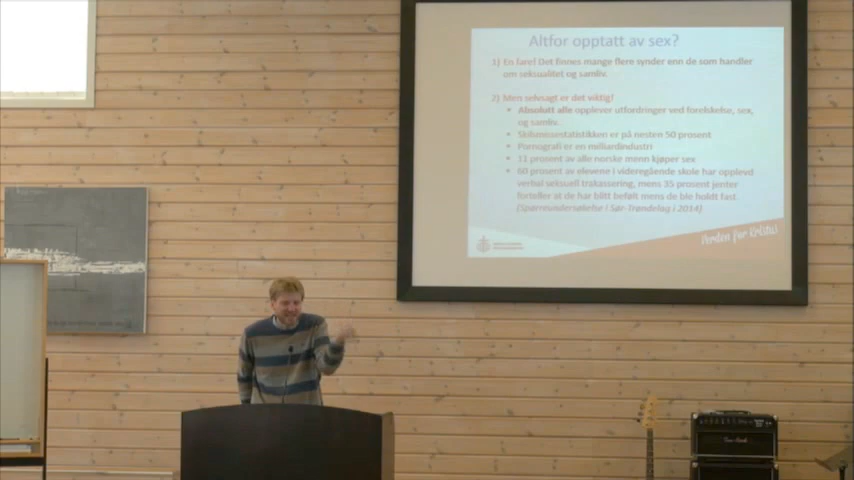 Altfor opptatt av sex?
1) En fare! Det finnes mange flere synder enn de som handler
om seksualitet og samliv.
2) Men selvsagt er det viktig!
• Absolutt alle opplever utfordringer ved forelskelse, sex,
og samliv.
• Skilsmissestatistikken er på nesten 50 prosent
• Pornografi er en milliardindustri
• 11 prosent av alle norske menn kjøper sex
• 60 prosent av elevene i videregående skole har opplevd
verbal seksuell trakassering, mens 35 prosent jenter
forteller at de har blitt befølt mens de ble holdt fast.
(Spørreundersøkelse i Sør-Trøndelag i 2014)
Verden for Kristus